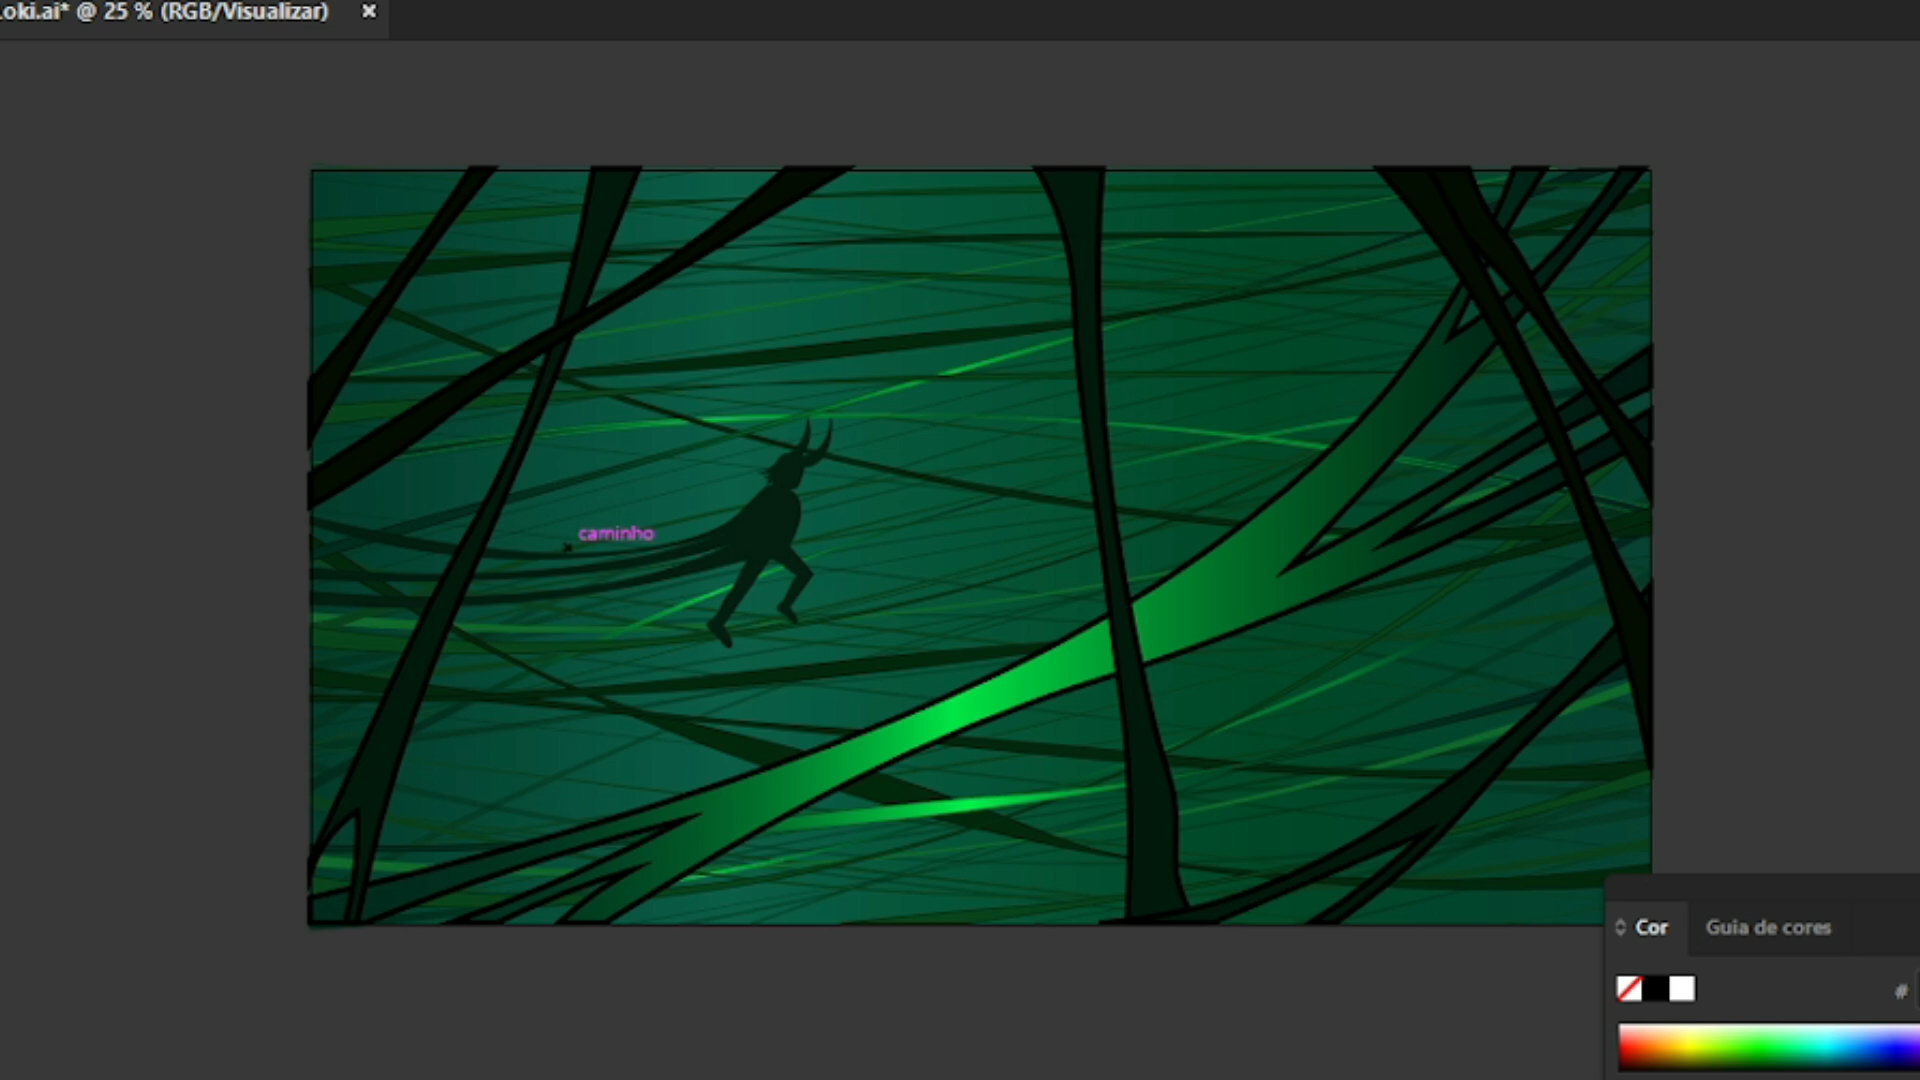 oki.ai* @ 25 % (RGB/Visualizar) ×
caminho
Cor Guia de cores
#